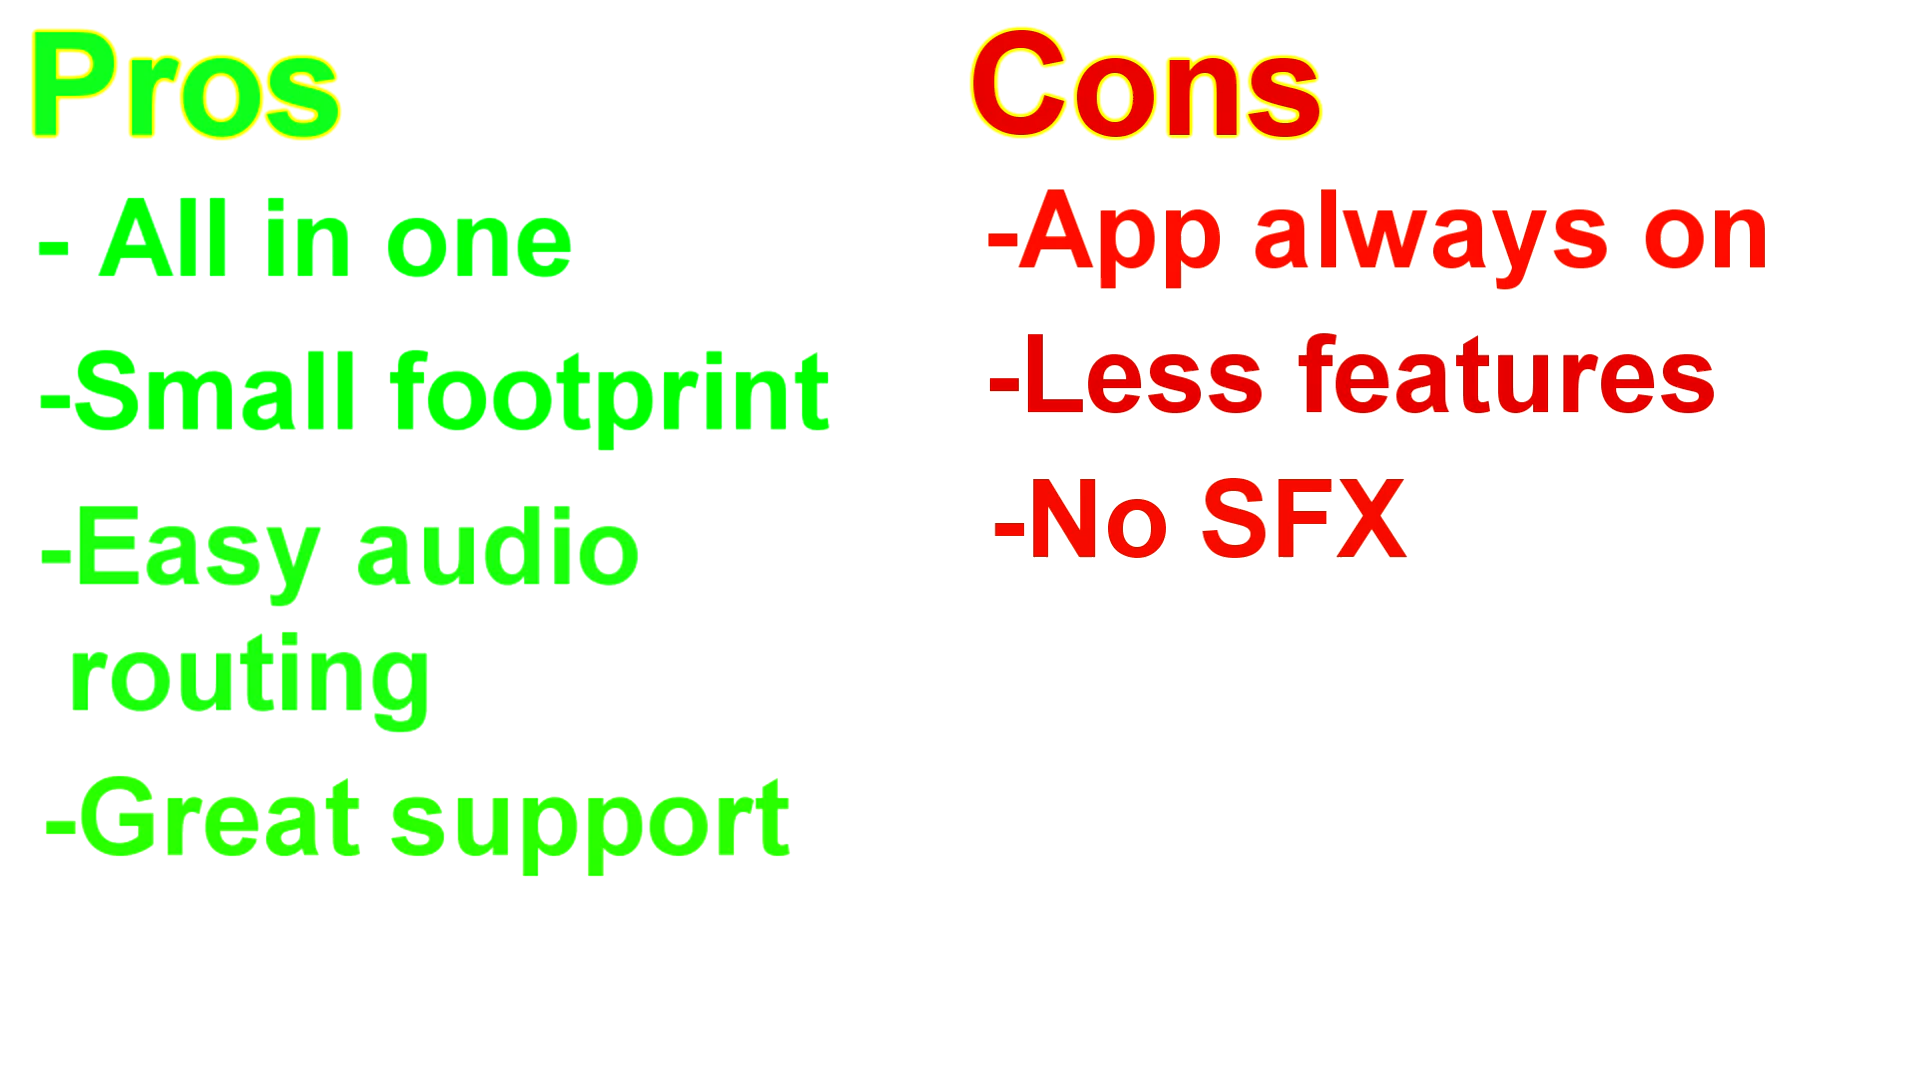 Pros
- All in one
-Small footprint
-Easy audio
routing
-Great support
Cons
-App always on
-Less features
-No SFX